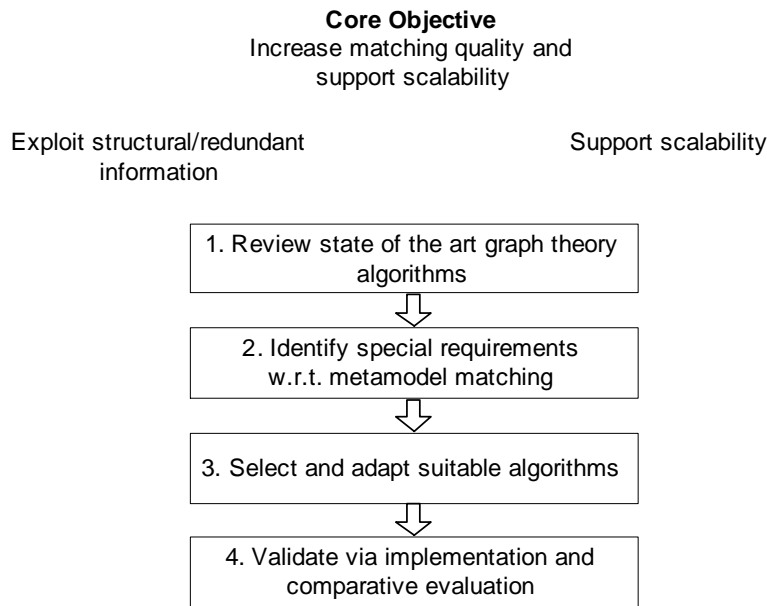 Core Objective
Increase matching quality and
support scalability
Exploit structural/redundant
information
Support scalability
1. Review state of the art graph theory
algorithms
2. Identify special requirements
w.r.t. metamodel matching
3. Select and adapt suitable algorithms
4. Validate via implementation and
comparative evaluation